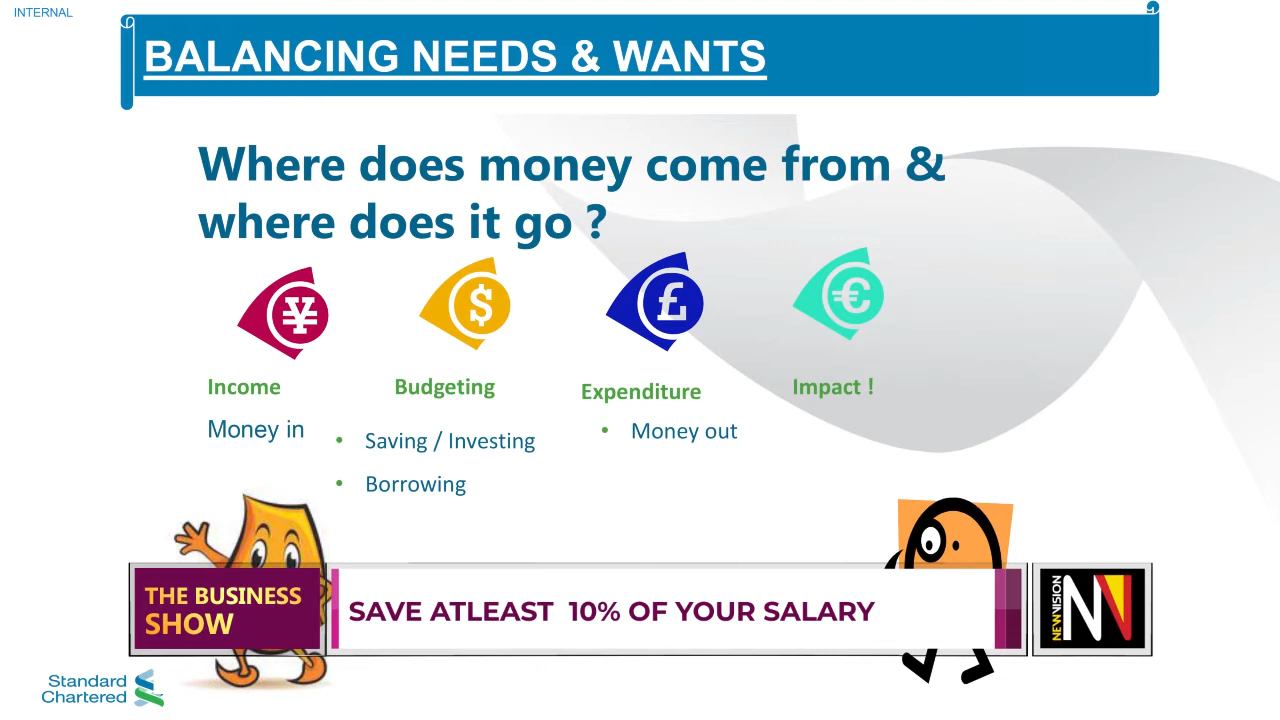 INTERNAL
BALANCING NEEDS & WANTS
Where does money come from &
where does it go ?
¥
$
£
€
Income
Budgeting
Expenditure
Impact !
Money in
• Saving / Investing
• Borrowing
• Money out
THE BUSINESS
SHOW
SAVE ATLEAST 10% OF YOUR SALARY
NEW VISION
NV
Standard
Chartered